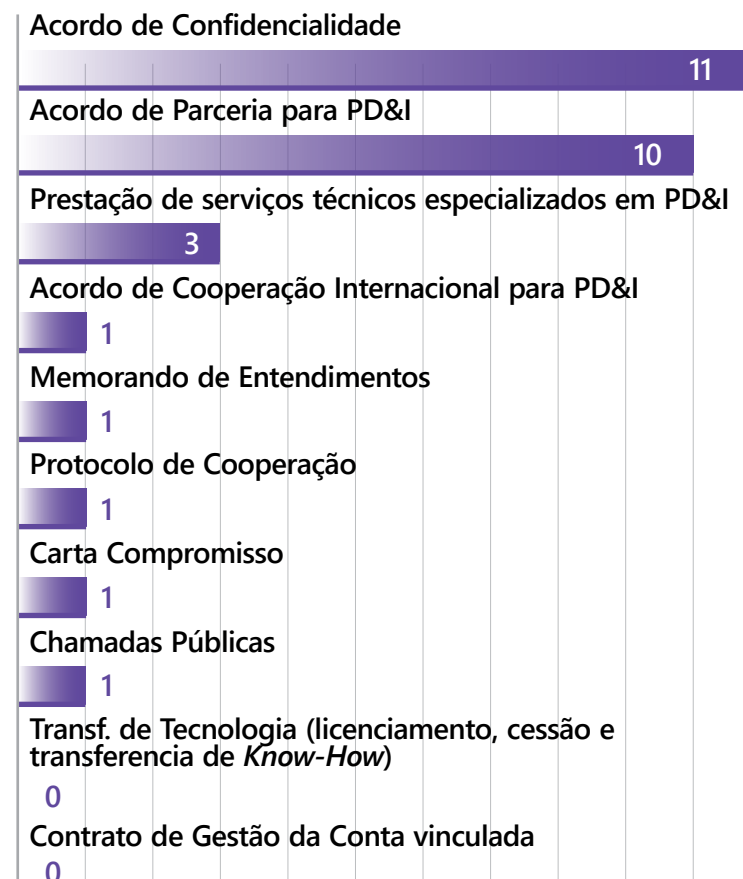 Acordo de Confidencialidade
11
Acordo de Parceria para PD&I
10
Prestação de serviços técnicos especializados em PD&I
3
Acordo de Cooperação Internacional para PD&I
1
Memorando de Entendimentos
1
Protocolo de Cooperação
1
Carta Compromisso
1
Chamadas Públicas
1
Transf. de Tecnologia (licenciamento, cessão e
transferencia de Know-How)
0
Contrato de Gestão da Conta vinculada
0